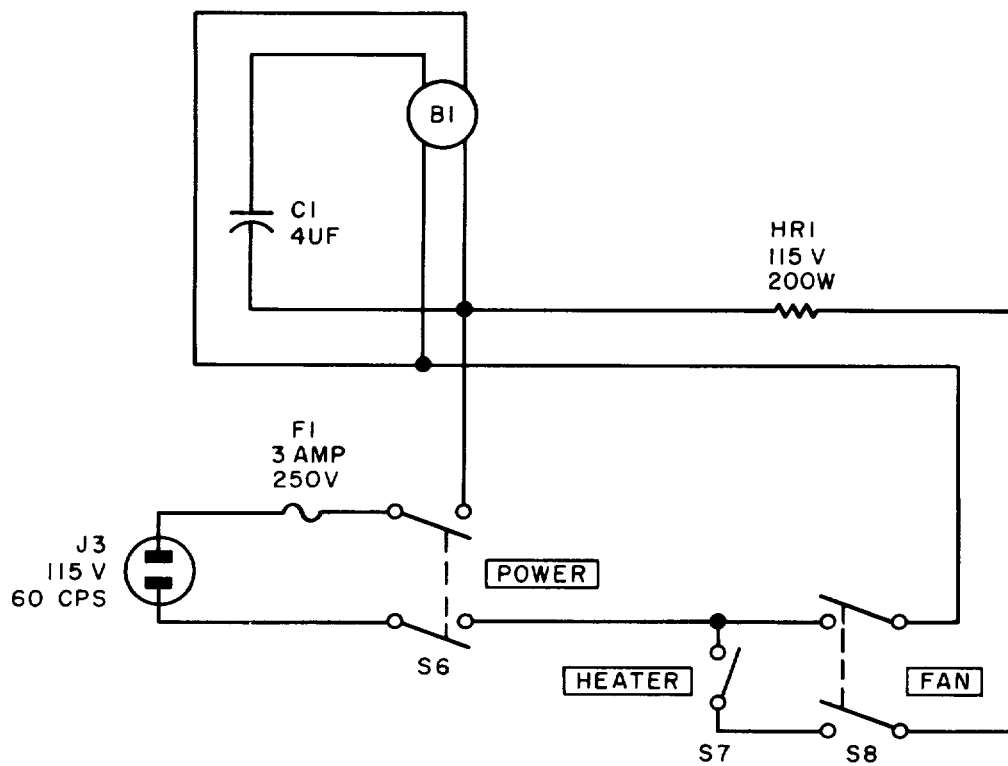 B1
C1
4UF
HR1
115 V
200W
F1
3 AMP
250V
J3
115 V
60 CPS
POWER
S6
HEATER
FAN
S7
S8